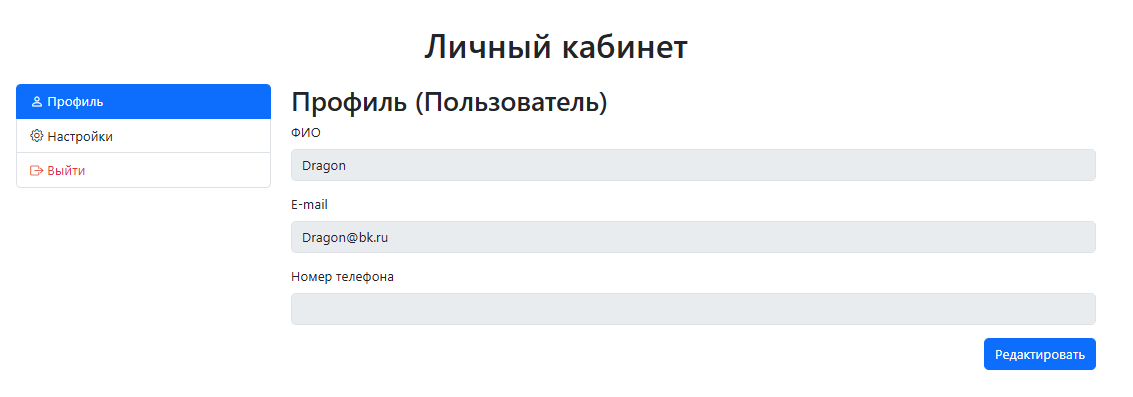 Личный кабинет
Профиль
Настройки
Выйти
Профиль (Пользователь)
ФИО
Dragon
E-mail
Dragon@bk.ru
Номер телефона
Редактировать